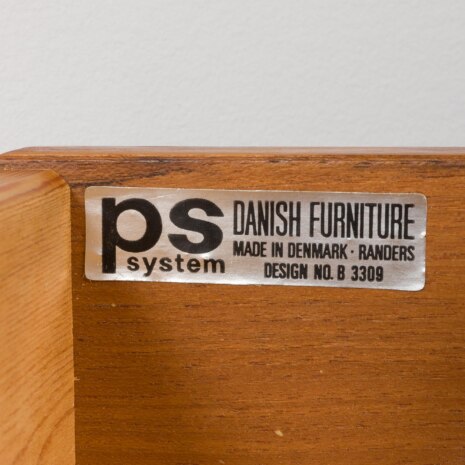 ps
system
DANISH FURNITURE
MADE IN DENMARK · RANDERS
DESIGN NO. B 3309